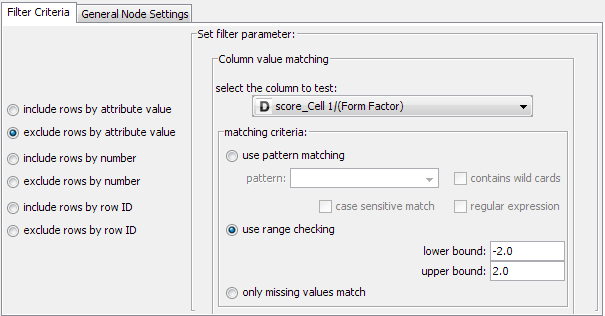 Filter Criteria General Node Settings
Set filter parameter:
Column value matching
select the column to test:
D score_Cell 1/(Form Factor)
include rows by attribute value
exclude rows by attribute value
include rows by number
exclude rows by number
include rows by row ID
exclude rows by row ID
matching criteria:
use pattern matching
pattern: contains wild cards
case sensitive match regular expression
use range checking
lower bound: -2.0
upper bound: 2.0
only missing values match